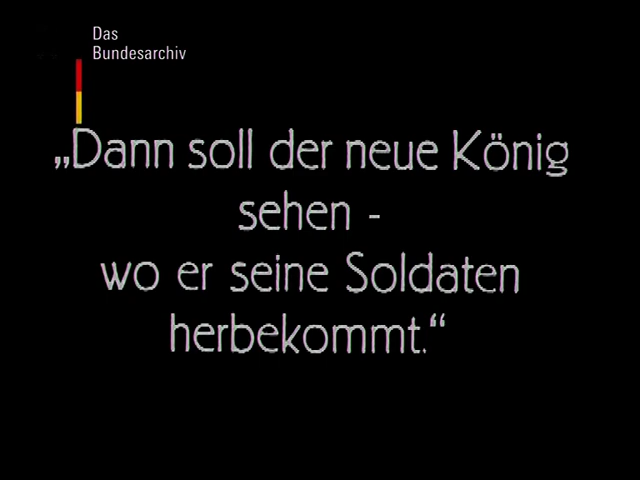 Das
Bundesarchiv
„Dann soll der neue König
sehen -
wo er seine Soldaten
herbekommt.“